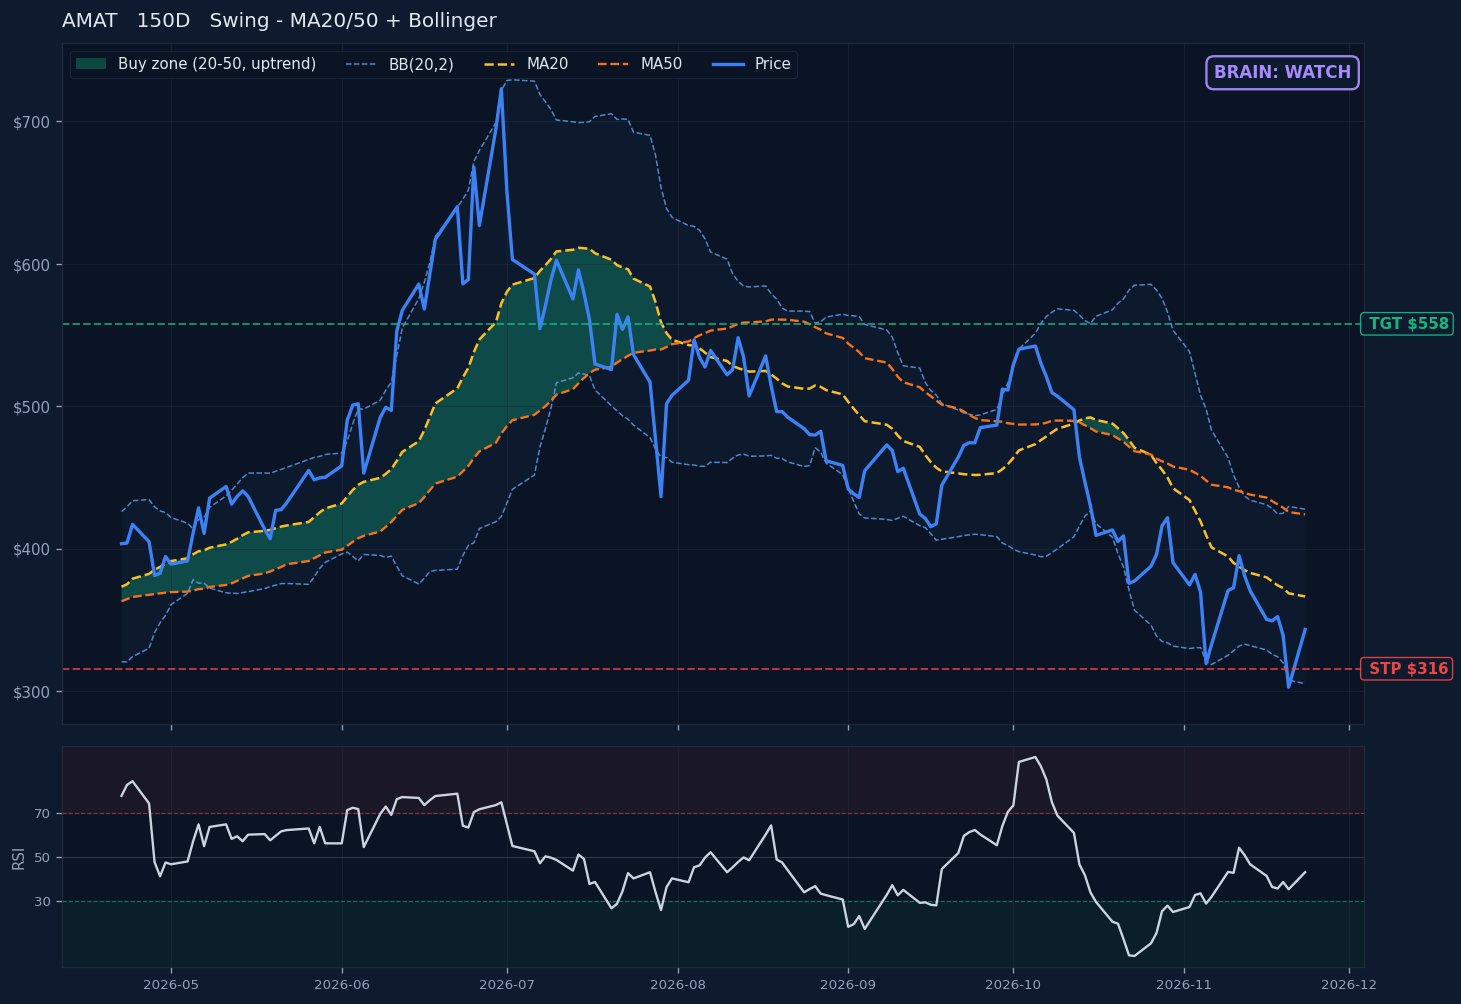 AMAT   150D   Swing - MA20/50 + Bollinger
Buy zone (20-50, uptrend)   BB(20,2)   MA20   MA50   Price
BRAIN: WATCH
$700
$600
TGT $558
$500
$400
STP $316
$300
70
50
30
RSI
2026-05   2026-06   2026-07   2026-08   2026-09   2026-10   2026-11   2026-12